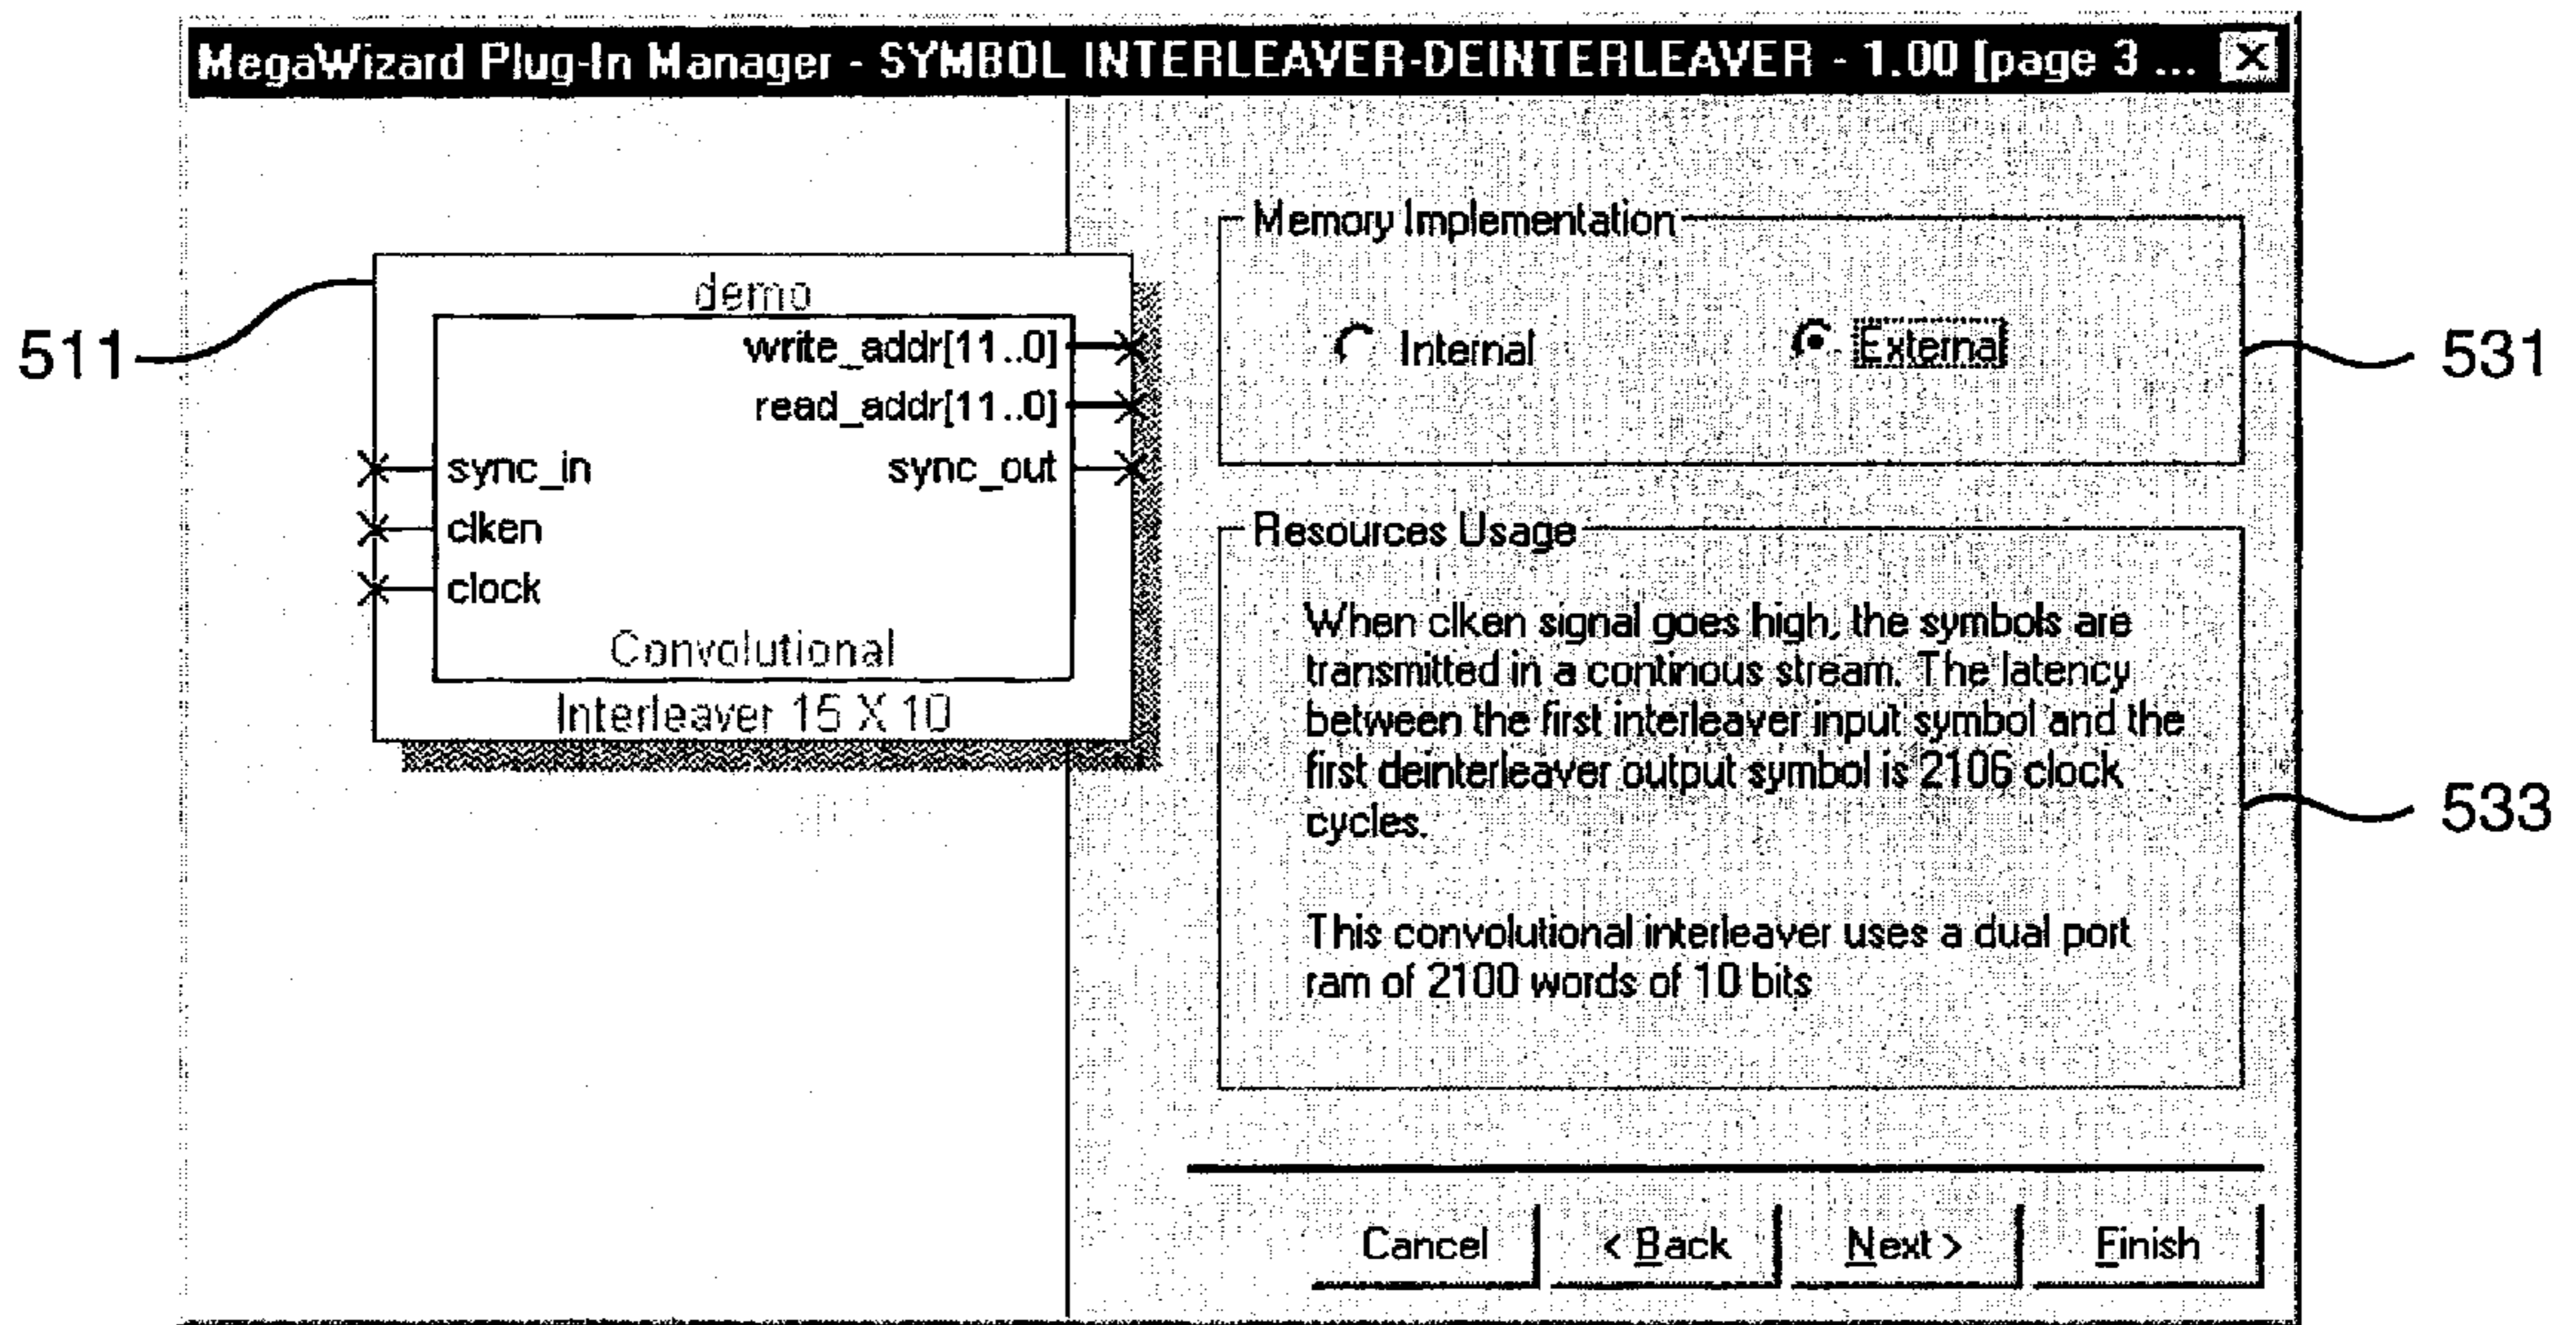 MegaWizard Plug-In Manager - SYMBOL INTERLEAVER-DEINTERLEAVER - 1.00 [page 3 ...
511
demo
write_addr[11..0]
read_addr[11..0]
sync_in
sync_out
clken
clock
Convolutional
Interleaver 15 X 10
Memory Implementation
Internal
External
531
Resources Usage
When clken signal goes high, the symbols are
transmitted in a continous stream. The latency
between the first interleaver input symbol and the
first deinterleaver output symbol is 2106 clock
cycles.
This convolutional interleaver uses a dual port
ram of 2100 words of 10 bits
533
Cancel
< Back
Next >
Finish